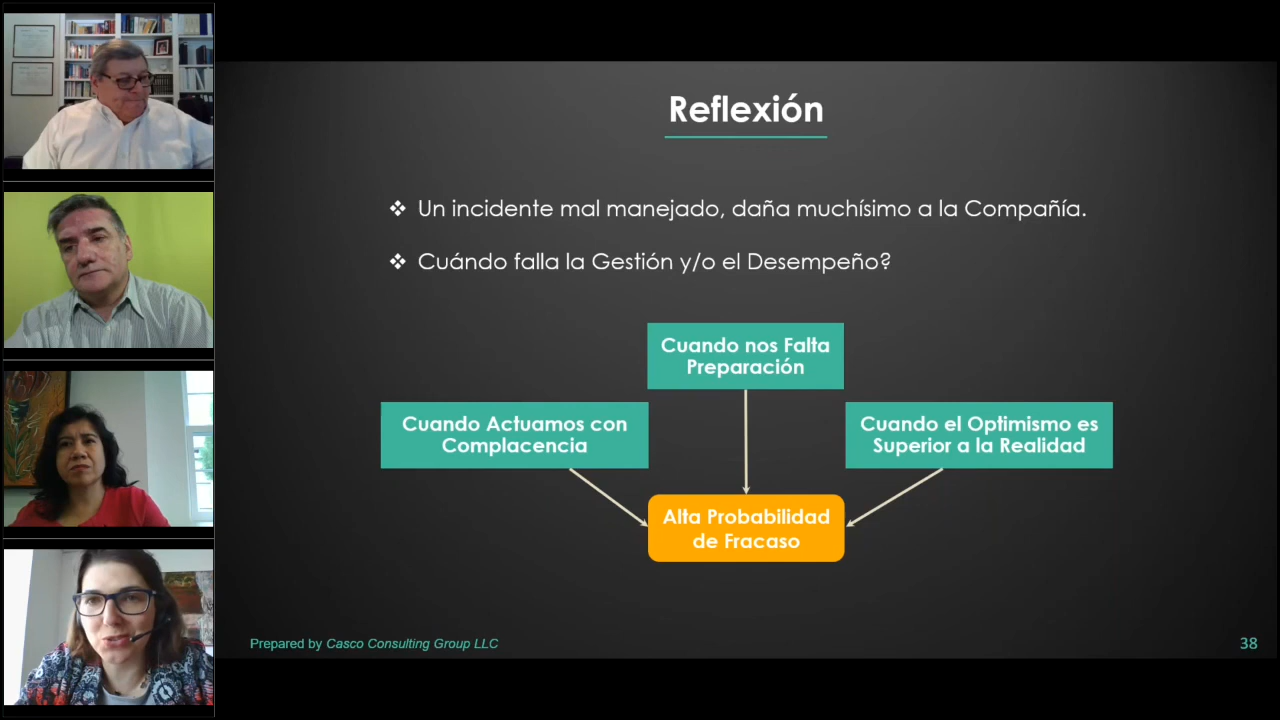 Reflexión
❖ Un incidente mal manejado, daña muchísimo a la Compañía.
❖ Cuándo falla la Gestión y/o el Desempeño?
Cuando nos Falta
Preparación
Cuando Actuamos con
Complacencia
Cuando el Optimismo es
Superior a la Realidad
Alta Probabilidad
de Fracaso
Prepared by Casco Consulting Group LLC
38